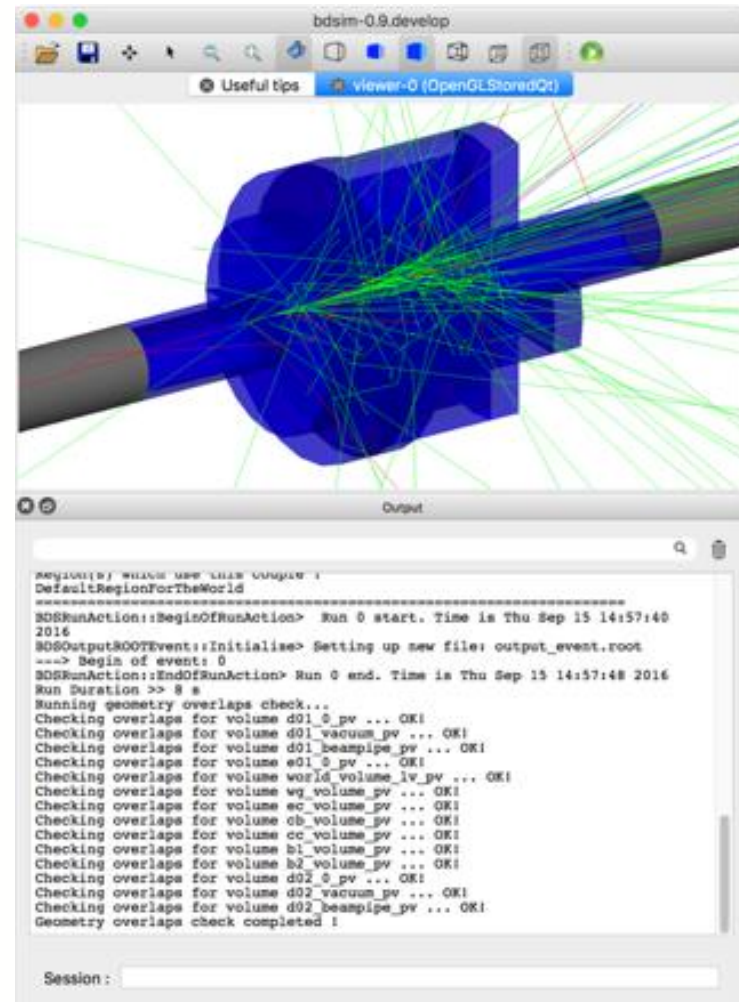 bdsim-0.9.develop
Useful tips
viewer-0 (OpenGLStoredQt)
Output
Region(s) which use this couple :
DefaultRegionForTheWorld
BDSRunAction::BeginOfRunAction> Run 0 start. Time is Thu Sep 15 14:57:40
2016
BDSOutputROOTEvent::Initialise> Setting up new file: output_event.root
---> Begin of event: 0
BDSRunAction::EndOfRunAction> Run 0 end. Time is Thu Sep 15 14:57:48 2016
Run Duration >> 8 s
Running geometry overlaps check...
Checking overlaps for volume d01_0_pv ... OK!
Checking overlaps for volume d01_vacuum_pv ... OK!
Checking overlaps for volume d01_beampipe_pv ... OK!
Checking overlaps for volume e01_0_pv ... OK!
Checking overlaps for volume world_volume_lv_pv ... OK!
Checking overlaps for volume wg_volume_pv ... OK!
Checking overlaps for volume ec_volume_pv ... OK!
Checking overlaps for volume cb_volume_pv ... OK!
Checking overlaps for volume cc_volume_pv ... OK!
Checking overlaps for volume b1_volume_pv ... OK!
Checking overlaps for volume b2_volume_pv ... OK!
Checking overlaps for volume d02_0_pv ... OK!
Checking overlaps for volume d02_vacuum_pv ... OK!
Checking overlaps for volume d02_beampipe_pv ... OK!
Geometry overlaps check completed !
Session :